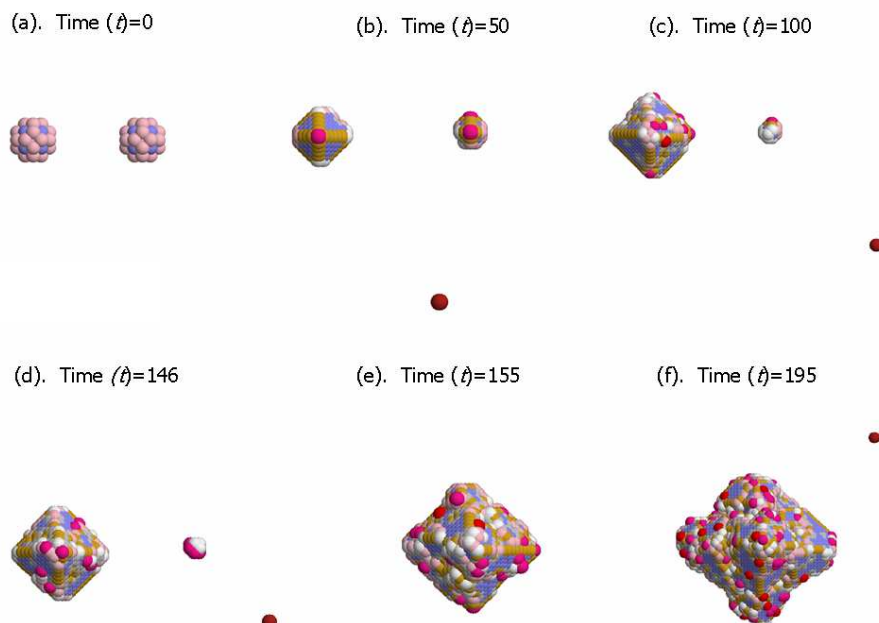 (a). Time (t)=0
(b). Time (t)=50
(c). Time (t)=100
(d). Time (t)=146
(e). Time (t)=155
(f). Time (t)=195